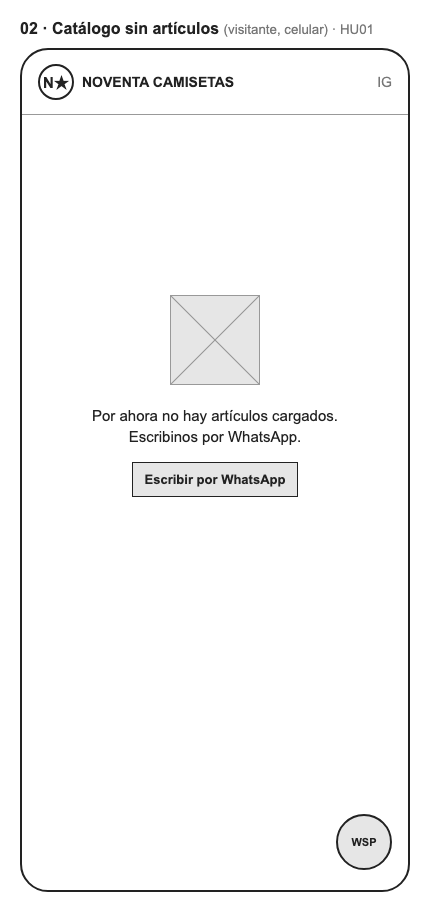 02 · Catálogo sin artículos (visitante, celular) · HU01
N★ NOVENTA CAMISETAS IG
Por ahora no hay artículos cargados.
Escribinos por WhatsApp.
Escribir por WhatsApp
WSP